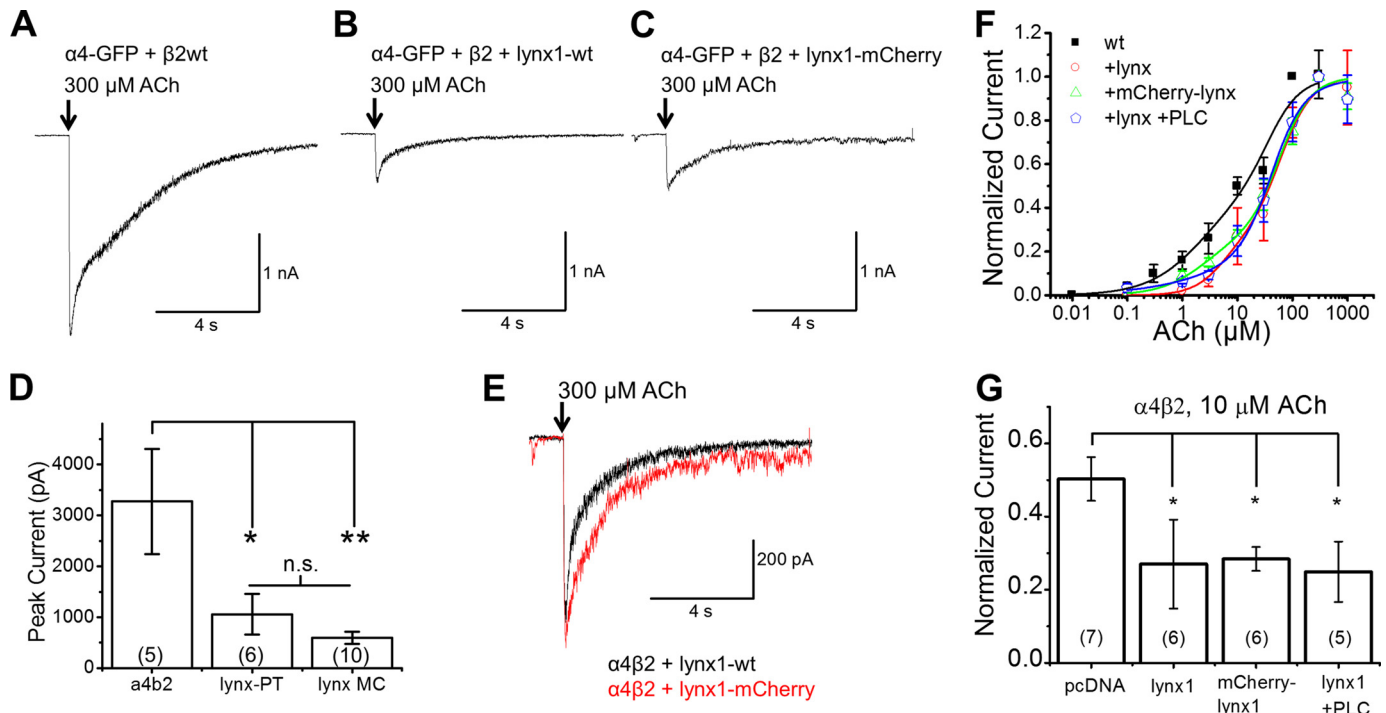 A
α4-GFP + β2wt
300 µM ACh
1 nA
4 s
B
α4-GFP + β2 + lynx1-wt
300 µM ACh
1 nA
4 s
C
α4-GFP + β2 + lynx1-mCherry
300 µM ACh
1 nA
4 s
F
Normalized Current
1.2
1.0
0.8
0.6
0.4
0.2
0.0
wt
+lynx
+mCherry-lynx
+lynx +PLC
0.01 0.1 1 10 100 1000
ACh (µM)
D
Peak Current (pA)
4000
3000
2000
1000
0
*
**
n.s.
(5) (6) (10)
a4b2 lynx-PT lynx MC
E
300 µM ACh
200 pA
4 s
α4β2 + lynx1-wt
α4β2 + lynx1-mCherry
G
α4β2, 10 µM ACh
Normalized Current
0.6
0.4
0.2
0.0
* * *
(7) (6) (6) (5)
pcDNA lynx1 mCherry-
lynx1 lynx1
+PLC